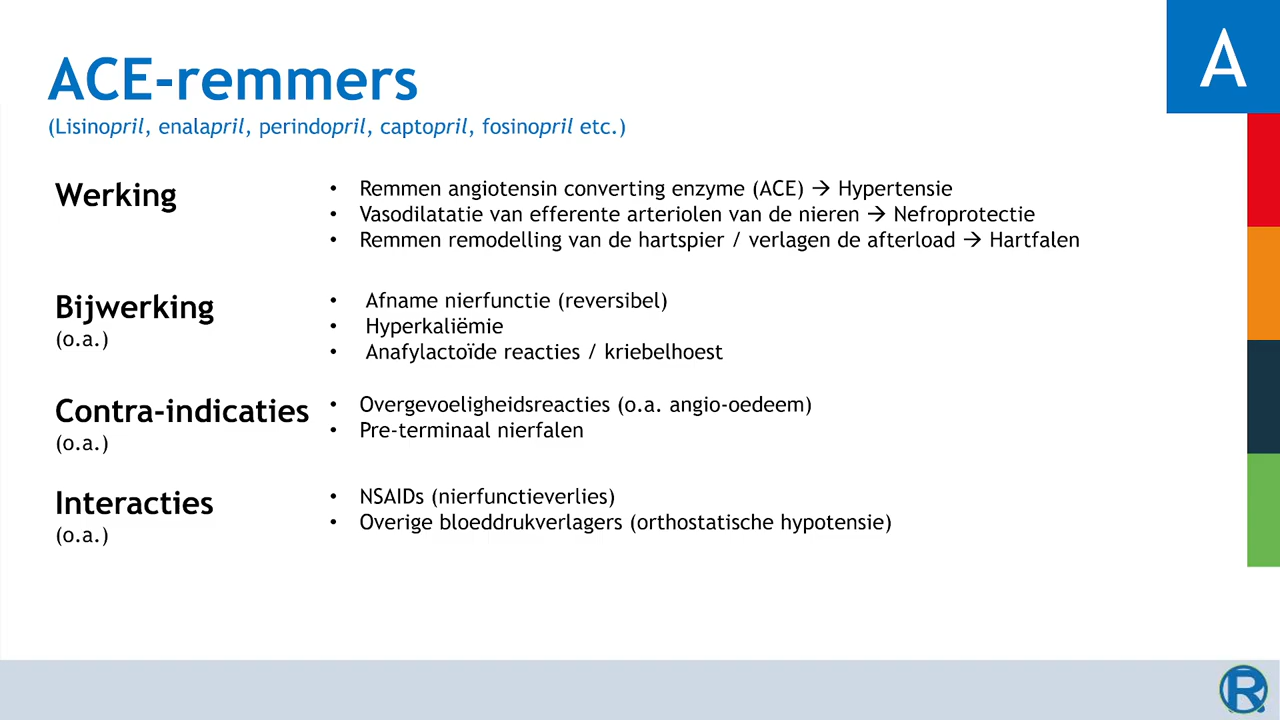 A
ACE-remmers
(Lisinopril, enalapril, perindopril, captopril, fosinopril etc.)
Werking
• Remmen angiotensin converting enzyme (ACE) → Hypertensie
• Vasodilatatie van efferente arteriolen van de nieren → Nefroprotectie
• Remmen remodelling van de hartspier / verlagen de afterload → Hartfalen
Bijwerking
(o.a.)
• Afname nierfunctie (reversibel)
• Hyperkaliëmie
• Anafylactoïde reacties / kriebelhoest
Contra-indicaties
(o.a.)
• Overgevoeligheidsreacties (o.a. angio-oedeem)
• Pre-terminaal nierfalen
Interacties
(o.a.)
• NSAIDs (nierfunctieverlies)
• Overige bloeddrukverlagers (orthostatische hypotensie)
R